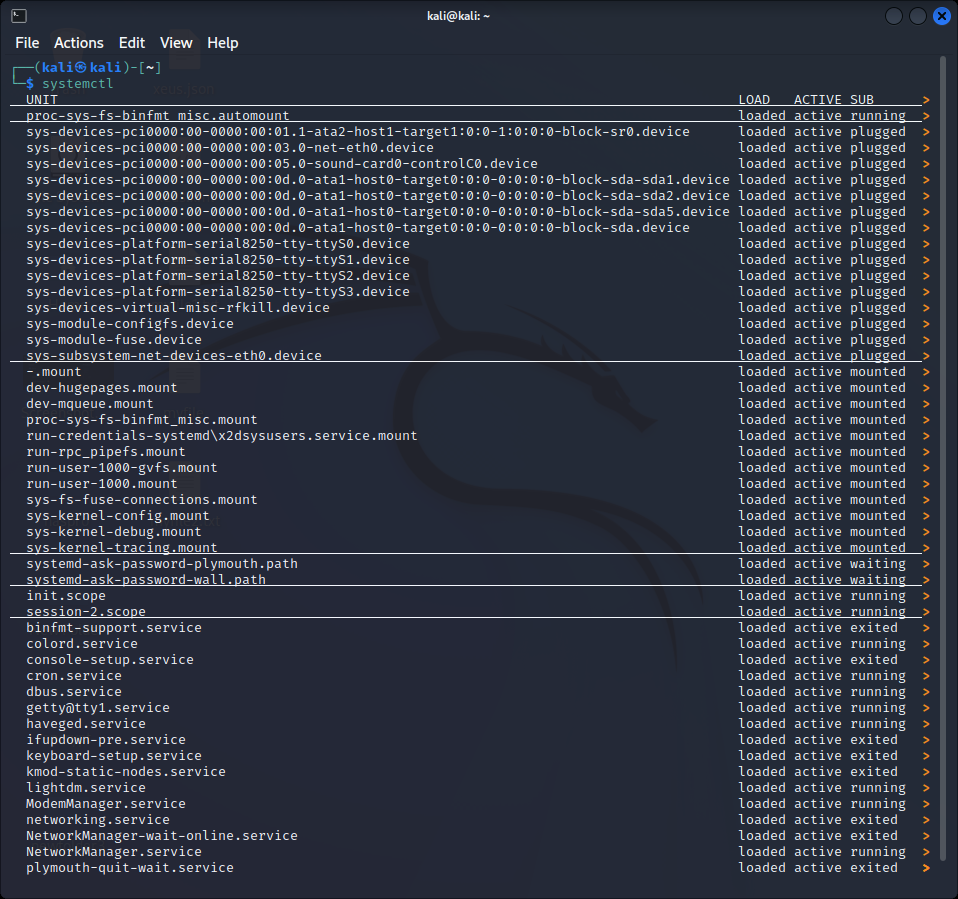 kali@kali: ~
File Actions Edit View Help
┌──(kali㉿kali)-[~]
└─$ systemctl
UNIT LOAD ACTIVE SUB >
proc-sys-fs-binfmt_misc.automount loaded active running >
sys-devices-pci0000:00-0000:00:01.1-ata2-host1-target1:0:0-1:0:0:0-block-sr0.device loaded active plugged >
sys-devices-pci0000:00-0000:00:03.0-net-eth0.device loaded active plugged >
sys-devices-pci0000:00-0000:00:05.0-sound-card0-controlC0.device loaded active plugged >
sys-devices-pci0000:00-0000:00:0d.0-ata1-host0-target0:0:0-0:0:0:0-block-sda-sda1.device loaded active plugged >
sys-devices-pci0000:00-0000:00:0d.0-ata1-host0-target0:0:0-0:0:0:0-block-sda-sda2.device loaded active plugged >
sys-devices-pci0000:00-0000:00:0d.0-ata1-host0-target0:0:0-0:0:0:0-block-sda-sda5.device loaded active plugged >
sys-devices-pci0000:00-0000:00:0d.0-ata1-host0-target0:0:0-0:0:0:0-block-sda.device loaded active plugged >
sys-devices-platform-serial8250-tty-ttyS0.device loaded active plugged >
sys-devices-platform-serial8250-tty-ttyS1.device loaded active plugged >
sys-devices-platform-serial8250-tty-ttyS2.device loaded active plugged >
sys-devices-platform-serial8250-tty-ttyS3.device loaded active plugged >
sys-devices-virtual-misc-rfkill.device loaded active plugged >
sys-module-configfs.device loaded active plugged >
sys-module-fuse.device loaded active plugged >
sys-subsystem-net-devices-eth0.device loaded active plugged >
-.mount loaded active mounted >
dev-hugepages.mount loaded active mounted >
dev-mqueue.mount loaded active mounted >
proc-sys-fs-binfmt_misc.mount loaded active mounted >
run-credentials-systemd\x2dsysusers.service.mount loaded active mounted >
run-rpc_pipefs.mount loaded active mounted >
run-user-1000-gvfs.mount loaded active mounted >
run-user-1000.mount loaded active mounted >
sys-fs-fuse-connections.mount loaded active mounted >
sys-kernel-config.mount loaded active mounted >
sys-kernel-debug.mount loaded active mounted >
sys-kernel-tracing.mount loaded active mounted >
systemd-ask-password-plymouth.path loaded active waiting >
systemd-ask-password-wall.path loaded active waiting >
init.scope loaded active running >
session-2.scope loaded active running >
binfmt-support.service loaded active exited >
colord.service loaded active running >
console-setup.service loaded active exited >
cron.service loaded active running >
dbus.service loaded active running >
getty@tty1.service loaded active running >
haveged.service loaded active running >
ifupdown-pre.service loaded active exited >
keyboard-setup.service loaded active exited >
kmod-static-nodes.service loaded active exited >
lightdm.service loaded active running >
ModemManager.service loaded active running >
networking.service loaded active exited >
NetworkManager-wait-online.service loaded active exited >
NetworkManager.service loaded active running >
plymouth-quit-wait.service loaded active exited >